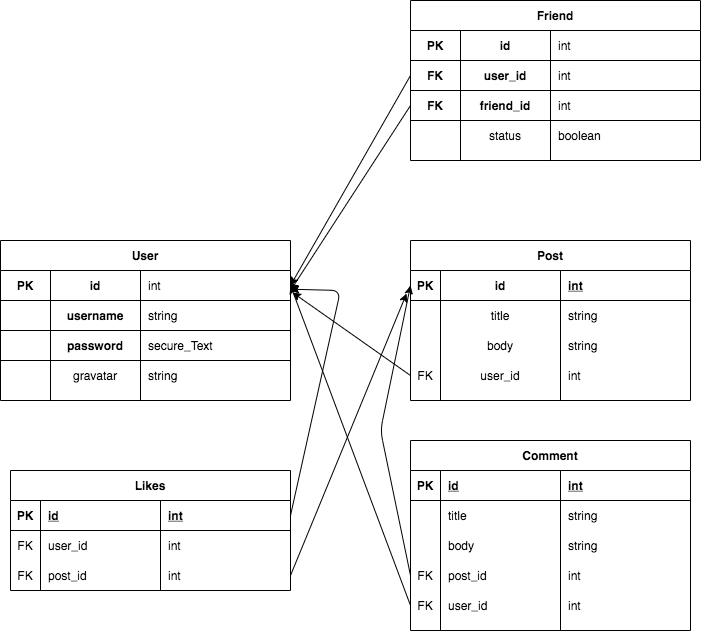 Friend
PK id int
FK user_id int
FK friend_id int
status boolean
User
PK id int
username string
password secure_Text
gravatar string
Post
PK id int
title string
body string
FK user_id int
Likes
PK id int
FK user_id int
FK post_id int
Comment
PK id int
title string
body string
FK post_id int
FK user_id int